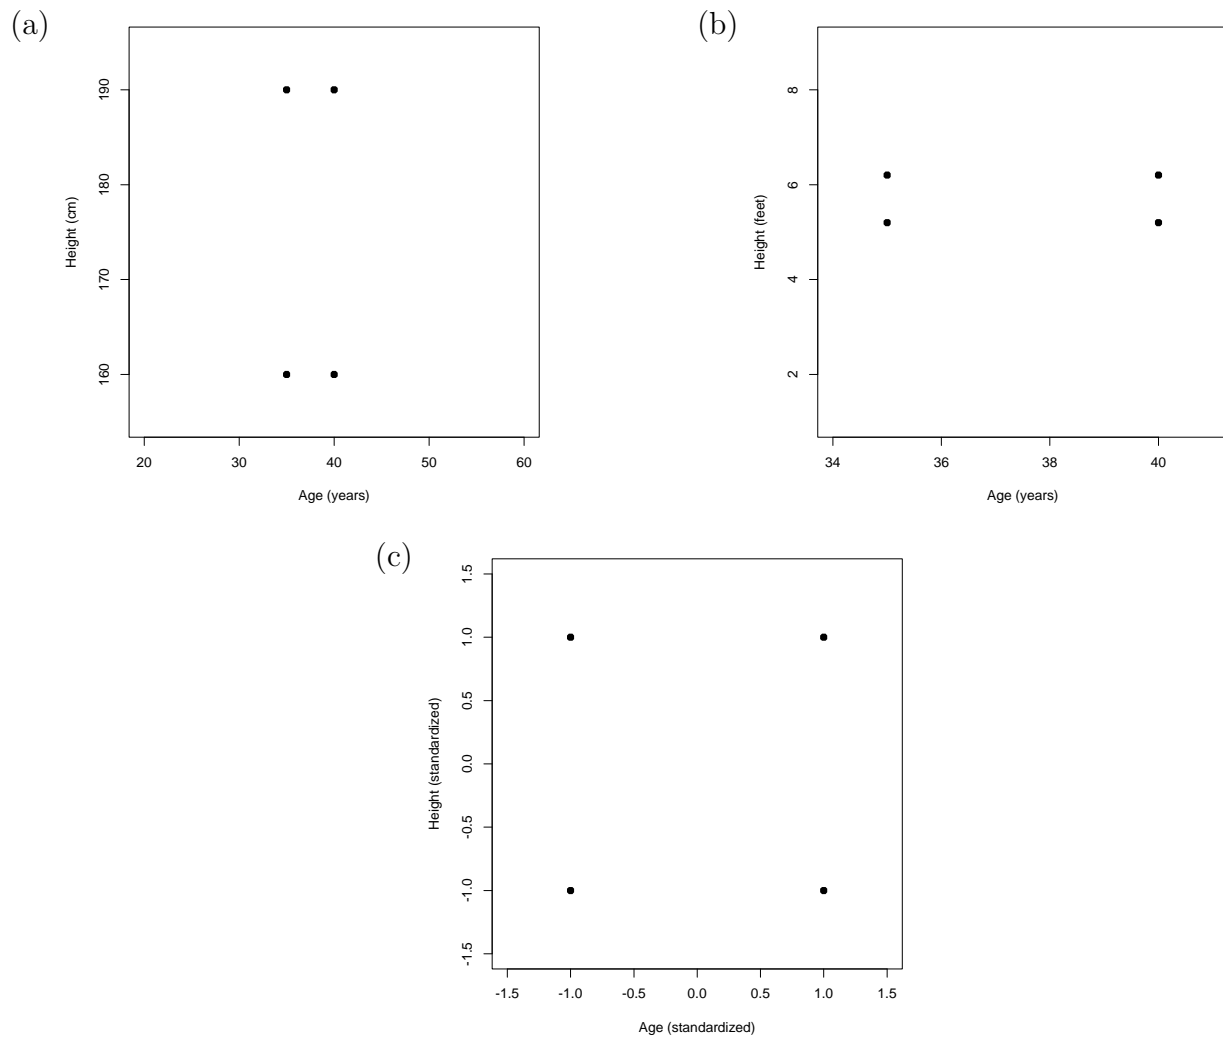 (a)
190
180
170
160
Height (cm)
20 30 40 50 60
Age (years)
(b)
8
6
4
2
Height (feet)
34 36 38 40
Age (years)
(c)
1.5
1.0
0.5
0.0
-0.5
-1.0
-1.5
Height (standardized)
-1.5 -1.0 -0.5 0.0 0.5 1.0 1.5
Age (standardized)